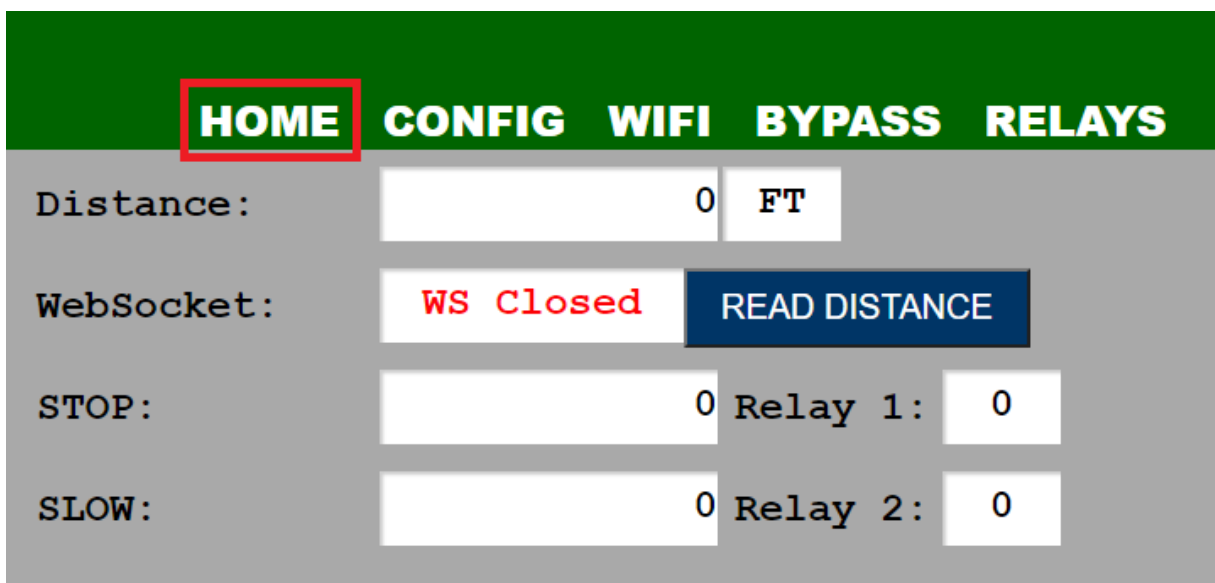 HOME CONFIG WIFI BYPASS RELAYS
Distance: 0 FT
WebSocket: WS Closed READ DISTANCE
STOP: 0 Relay 1: 0
SLOW: 0 Relay 2: 0